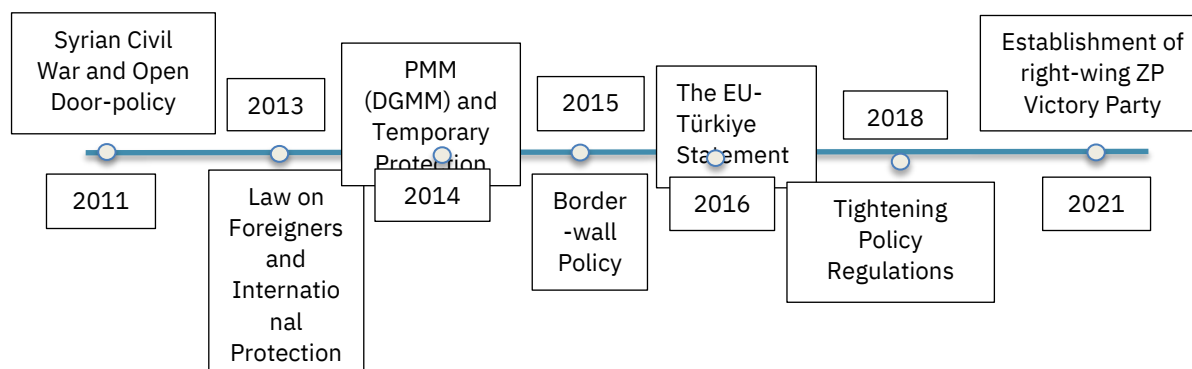 Syrian Civil
War and Open
Door-policy
2011
2013
Law on
Foreigners
and
Internatio
nal
Protection
PMM
(DGMM) and
Temporary
Protection
2014
2015
Border
-wall
Policy
The EU-
Türkiye
Statement
2016
2018
Tightening
Policy
Regulations
Establishment of
right-wing ZP
Victory Party
2021